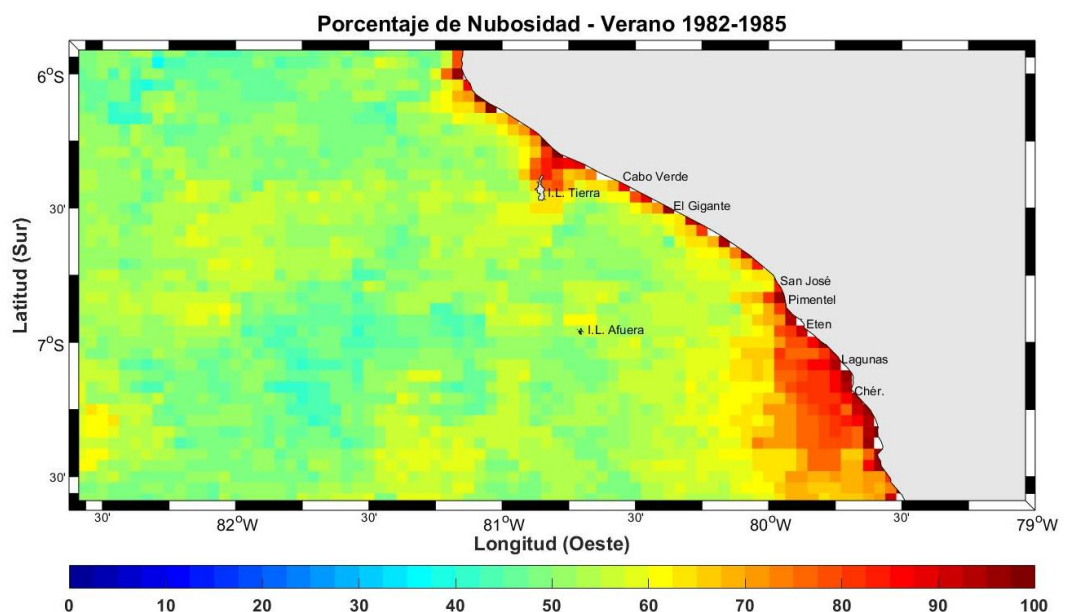 Porcentaje de Nubosidad - Verano 1982-1985
6°S
Cabo Verde
I.L. Tierra
30'
El Gigante
San José
Pimentel
Eten
I.L. Afuera
7°S
Lagunas
Chér.
30'
Latitud (Sur)
30' 82°W 30' 81°W 30' 80°W 30' 79°W
Longitud (Oeste)
0 10 20 30 40 50 60 70 80 90 100